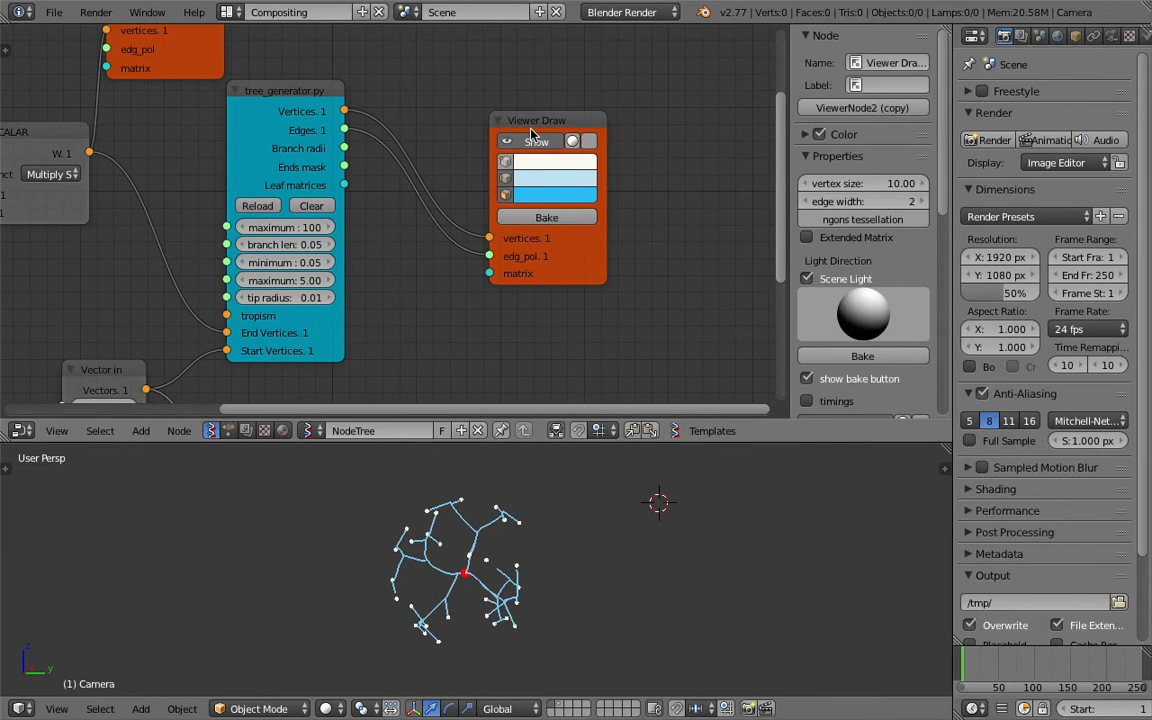 File Render Window Help Compositing Scene Blender Render v2.77 | Verts:0 | Faces:0 | Tris:0 | Objects:0/0 | Lamps:0/0 | Mem:20.58M | Camera
vertices. 1
edg_pol
matrix
CALAR
W. 1
nct Multiply S
1
1
tree_generator.py
Vertices. 1
Edges. 1
Branch radii
Ends mask
Leaf matrices
Reload Clear
maximum : 100
branch len: 0.05
minimum : 0.05
maximum: 5.00
tip radius: 0.01
tropism
End Vertices. 1
Start Vertices. 1
Vector in
Vectors. 1
Viewer Draw
Show
Bake
vertices. 1
edg_pol. 1
matrix
Node
Name: Viewer Dra...
Label:
ViewerNode2 (copy)
Color
Properties
vertex size: 10.00
edge width: 2
ngons tessellation
Extended Matrix
Light Direction
Scene Light
Bake
show bake button
timings
View Select Add Node NodeTree F Templates
User Persp
z
y
(1) Camera
View Select Add Object Object Mode Global
Scene
Freestyle
Render
Render Animatic Audio
Display: Image Editor
Dimensions
Render Presets
Resolution: Frame Range:
X: 1920 px Start Fra: 1
Y: 1080 px End Fr: 250
50% Frame St: 1
Aspect Ratio: Frame Rate:
X: 1.000 24 fps
Y: 1.000 Time Remappi...
Bo Cr 10 10
Anti-Aliasing
5 8 11 16 Mitchell-Net...
Full Sample S: 1.000 px
Sampled Motion Blur
Shading
Performance
Post Processing
Metadata
Output
/tmp/
Overwrite File Exten...
50 100 150 200 250
Start: 1